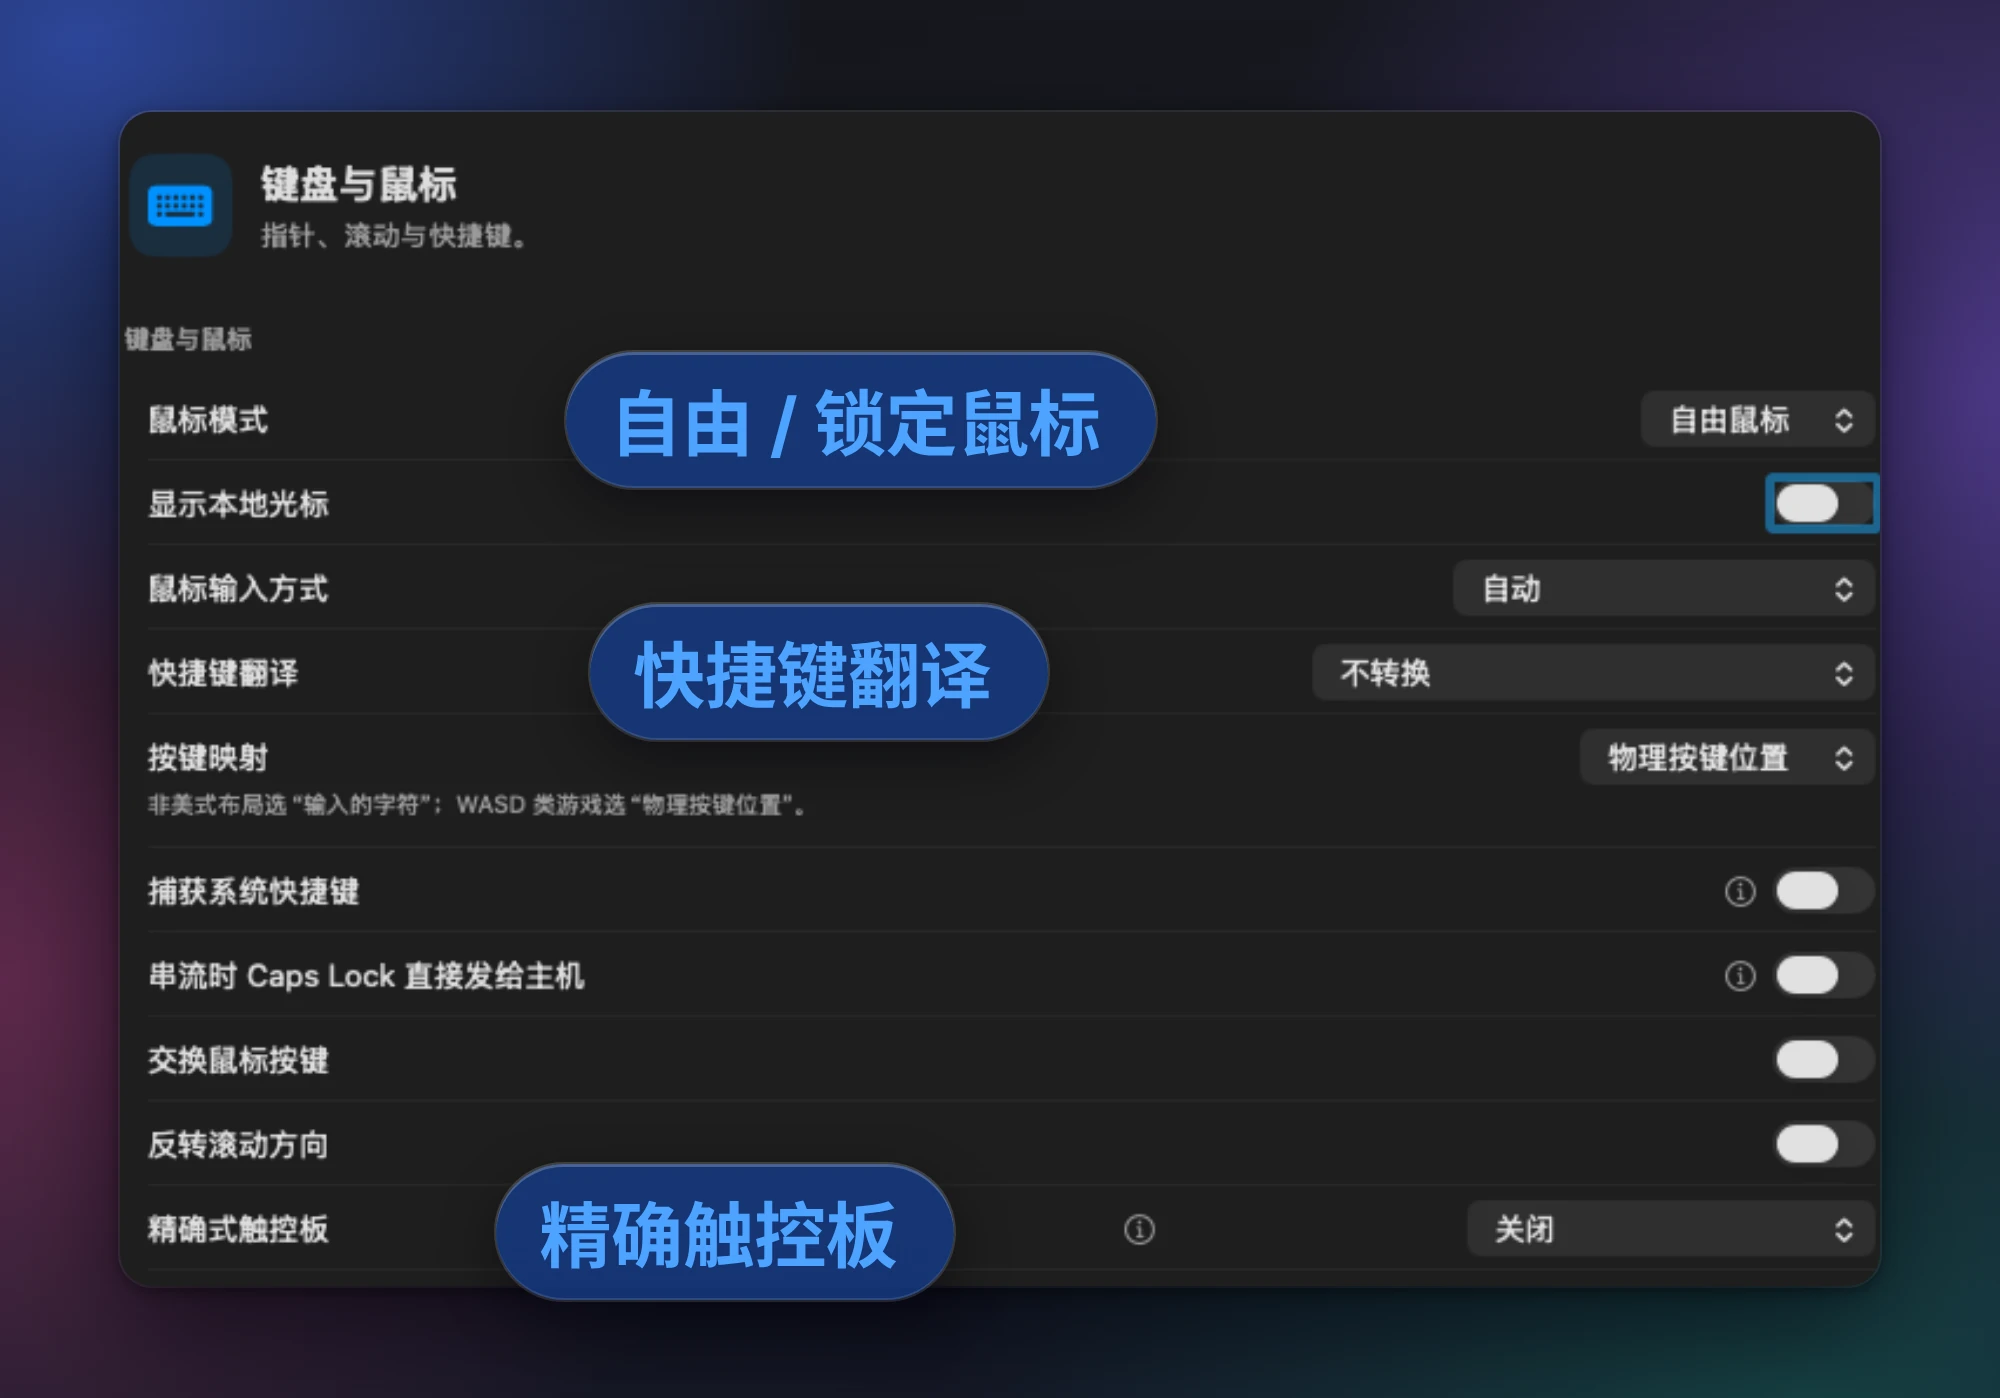 键盘与鼠标
指针、滚动与快捷键。
键盘与鼠标
鼠标模式
自由 / 锁定鼠标
自由鼠标
显示本地光标
鼠标输入方式
自动
快捷键翻译
快捷键翻译
不转换
按键映射
物理按键位置
非美式布局选“输入的字符”；WASD 类游戏选“物理按键位置”。
捕获系统快捷键
串流时 Caps Lock 直接发给主机
交换鼠标按键
反转滚动方向
精确式触控板
精确触控板
关闭